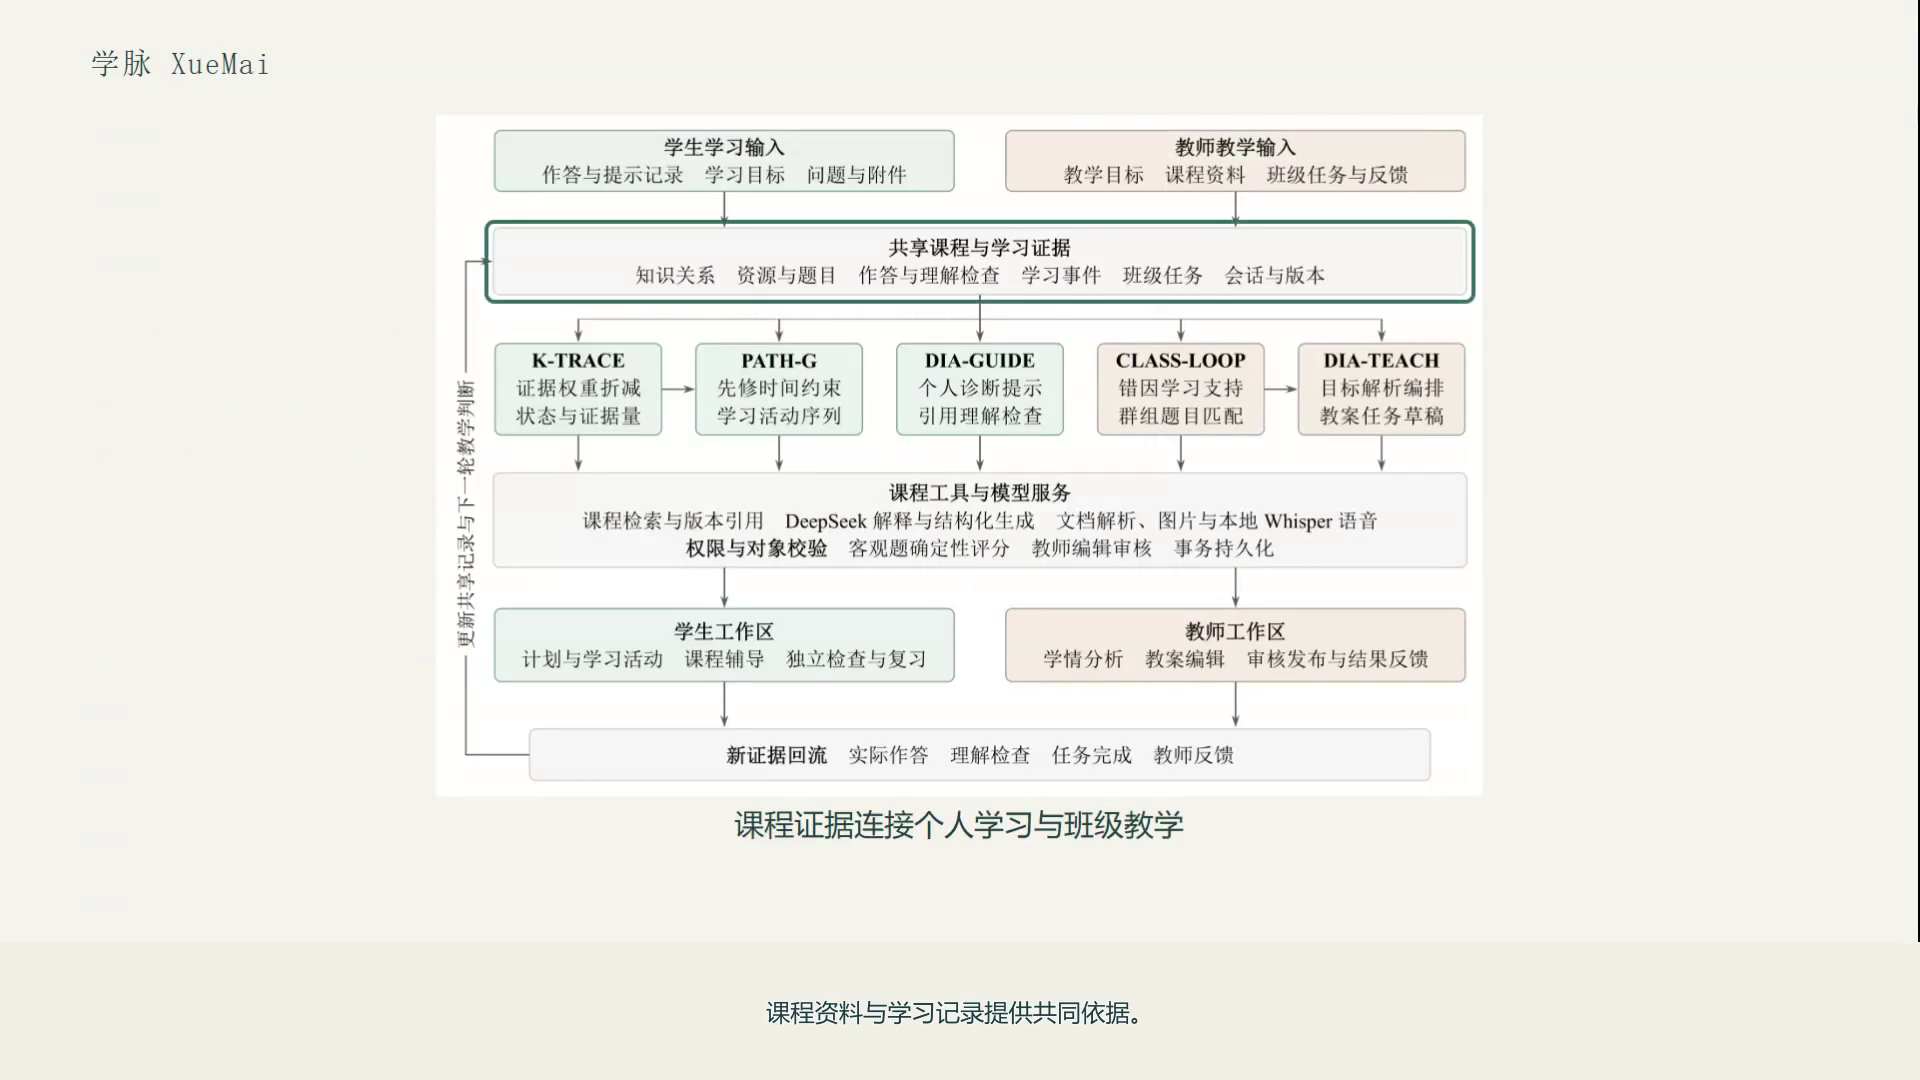 学脉 XueMai
学生学习输入
作答与提示记录 学习目标 问题与附件
教师教学输入
教学目标 课程资料 班级任务与反馈
共享课程与学习证据
知识关系 资源与题目 作答与理解检查 学习事件 班级任务 会话与版本
K-TRACE
证据权重折减
状态与证据量
PATH-G
先修时间约束
学习活动序列
DIA-GUIDE
个人诊断提示
引用理解检查
CLASS-LOOP
错因学习支持
群组题目匹配
DIA-TEACH
目标解析编排
教案任务草稿
更新共享记录与下一轮教学判断
课程工具与模型服务
课程检索与版本引用 DeepSeek 解释与结构化生成 文档解析、图片与本地 Whisper 语音
权限与对象校验 客观题确定性评分 教师编辑审核 事务持久化
学生工作区
计划与学习活动 课程辅导 独立检查与复习
教师工作区
学情分析 教案编辑 审核发布与结果反馈
新证据回流 实际作答 理解检查 任务完成 教师反馈
课程证据连接个人学习与班级教学
课程资料与学习记录提供共同依据。